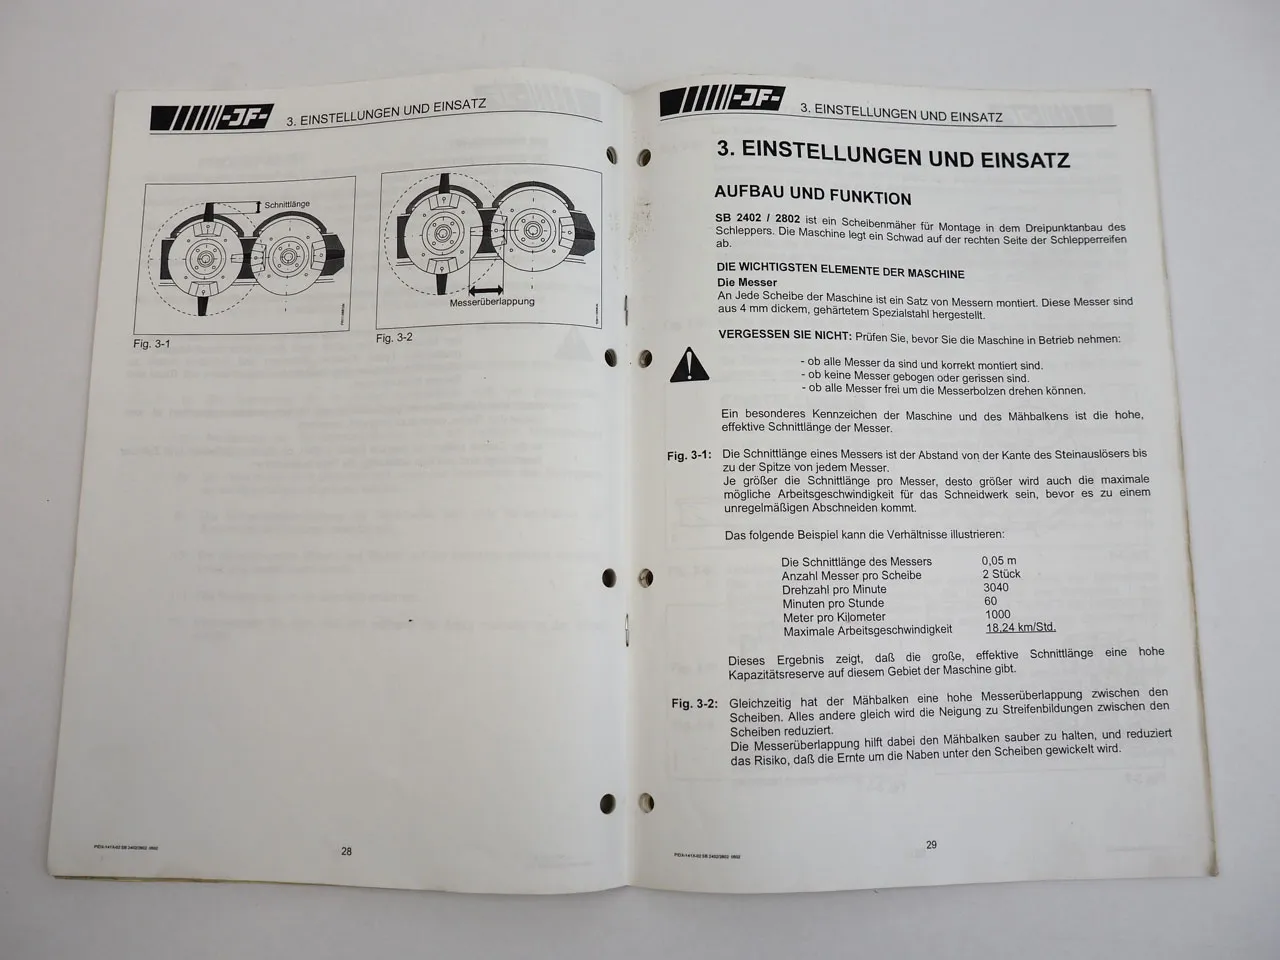 -JF-
3. EINSTELLUNGEN UND EINSATZ
Schnittlänge
Fig. 3-1
Messerüberlappung
Fig. 3-2
28
-JF-
3. EINSTELLUNGEN UND EINSATZ
3. EINSTELLUNGEN UND EINSATZ
AUFBAU UND FUNKTION
SB 2402 / 2802 ist ein Scheibenmäher für Montage in dem Dreipunktanbau des
Schleppers. Die Maschine legt ein Schwad auf der rechten Seite der Schlepperreifen
ab.
DIE WICHTIGSTEN ELEMENTE DER MASCHINE
Die Messer
An Jede Scheibe der Maschine ist ein Satz von Messern montiert. Diese Messer sind
aus 4 mm dickem, gehärtetem Spezialstahl hergestellt.
VERGESSEN SIE NICHT: Prüfen Sie, bevor Sie die Maschine in Betrieb nehmen:
- ob alle Messer da sind und korrekt montiert sind.
- ob keine Messer gebogen oder gerissen sind.
- ob alle Messer frei um die Messerbolzen drehen können.
Ein besonderes Kennzeichen der Maschine und des Mähbalkens ist die hohe,
effektive Schnittlänge der Messer.
Fig. 3-1: Die Schnittlänge eines Messers ist der Abstand von der Kante des Steinauslösers bis
zu der Spitze von jedem Messer.
Je größer die Schnittlänge pro Messer, desto größer wird auch die maximale
mögliche Arbeitsgeschwindigkeit für das Schneidwerk sein, bevor es zu einem
unregelmäßigen Abschneiden kommt.
Das folgende Beispiel kann die Verhältnisse illustrieren:
Die Schnittlänge des Messers 0,05 m
Anzahl Messer pro Scheibe 2 Stück
Drehzahl pro Minute 3040
Minuten pro Stunde 60
Meter pro Kilometer 1000
Maximale Arbeitsgeschwindigkeit 18,24 km/Std.
Dieses Ergebnis zeigt, daß die große, effektive Schnittlänge eine hohe
Kapazitätsreserve auf diesem Gebiet der Maschine gibt.
Fig. 3-2: Gleichzeitig hat der Mähbalken eine hohe Messerüberlappung zwischen den
Scheiben. Alles andere gleich wird die Neigung zu Streifenbildungen zwischen den
Scheiben reduziert.
Die Messerüberlappung hilft dabei den Mähbalken sauber zu halten, und reduziert
das Risiko, daß die Ernte um die Naben unter den Scheiben gewickelt wird.
29